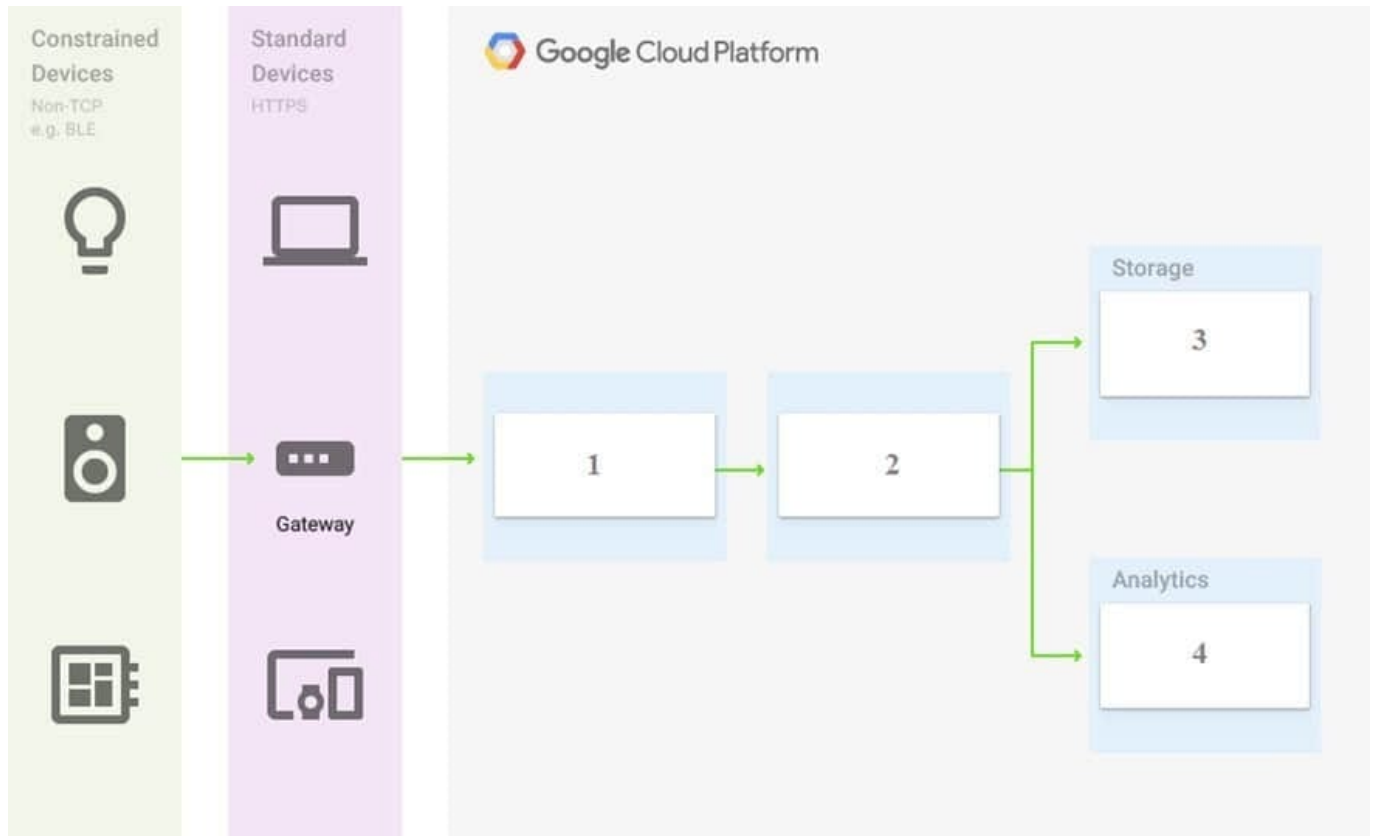 Constrained
Devices
Non-TCP
e.g. BLE
Standard
Devices
HTTPS
Google Cloud Platform
Gateway
1
2
Storage
3
Analytics
4